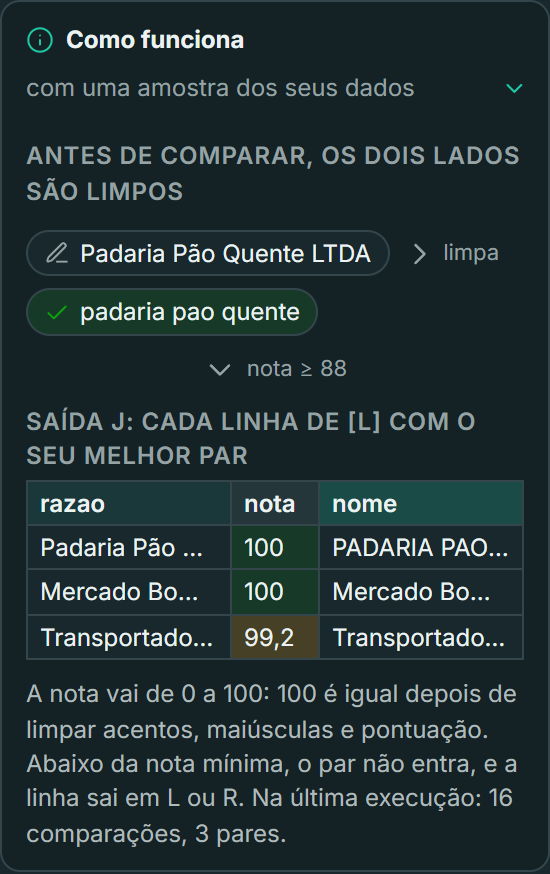 Como funciona
com uma amostra dos seus dados
ANTES DE COMPARAR, OS DOIS LADOS
SÃO LIMPOS
Padaria Pão Quente LTDA limpa
padaria pao quente
nota ≥ 88
SAÍDA J: CADA LINHA DE [L] COM O
SEU MELHOR PAR
razao nota nome
Padaria Pão ... 100 PADARIA PAO...
Mercado Bo... 100 Mercado Bo...
Transportado... 99,2 Transportado...
A nota vai de 0 a 100: 100 é igual depois de
limpar acentos, maiúsculas e pontuação.
Abaixo da nota mínima, o par não entra, e a
linha sai em L ou R. Na última execução: 16
comparações, 3 pares.